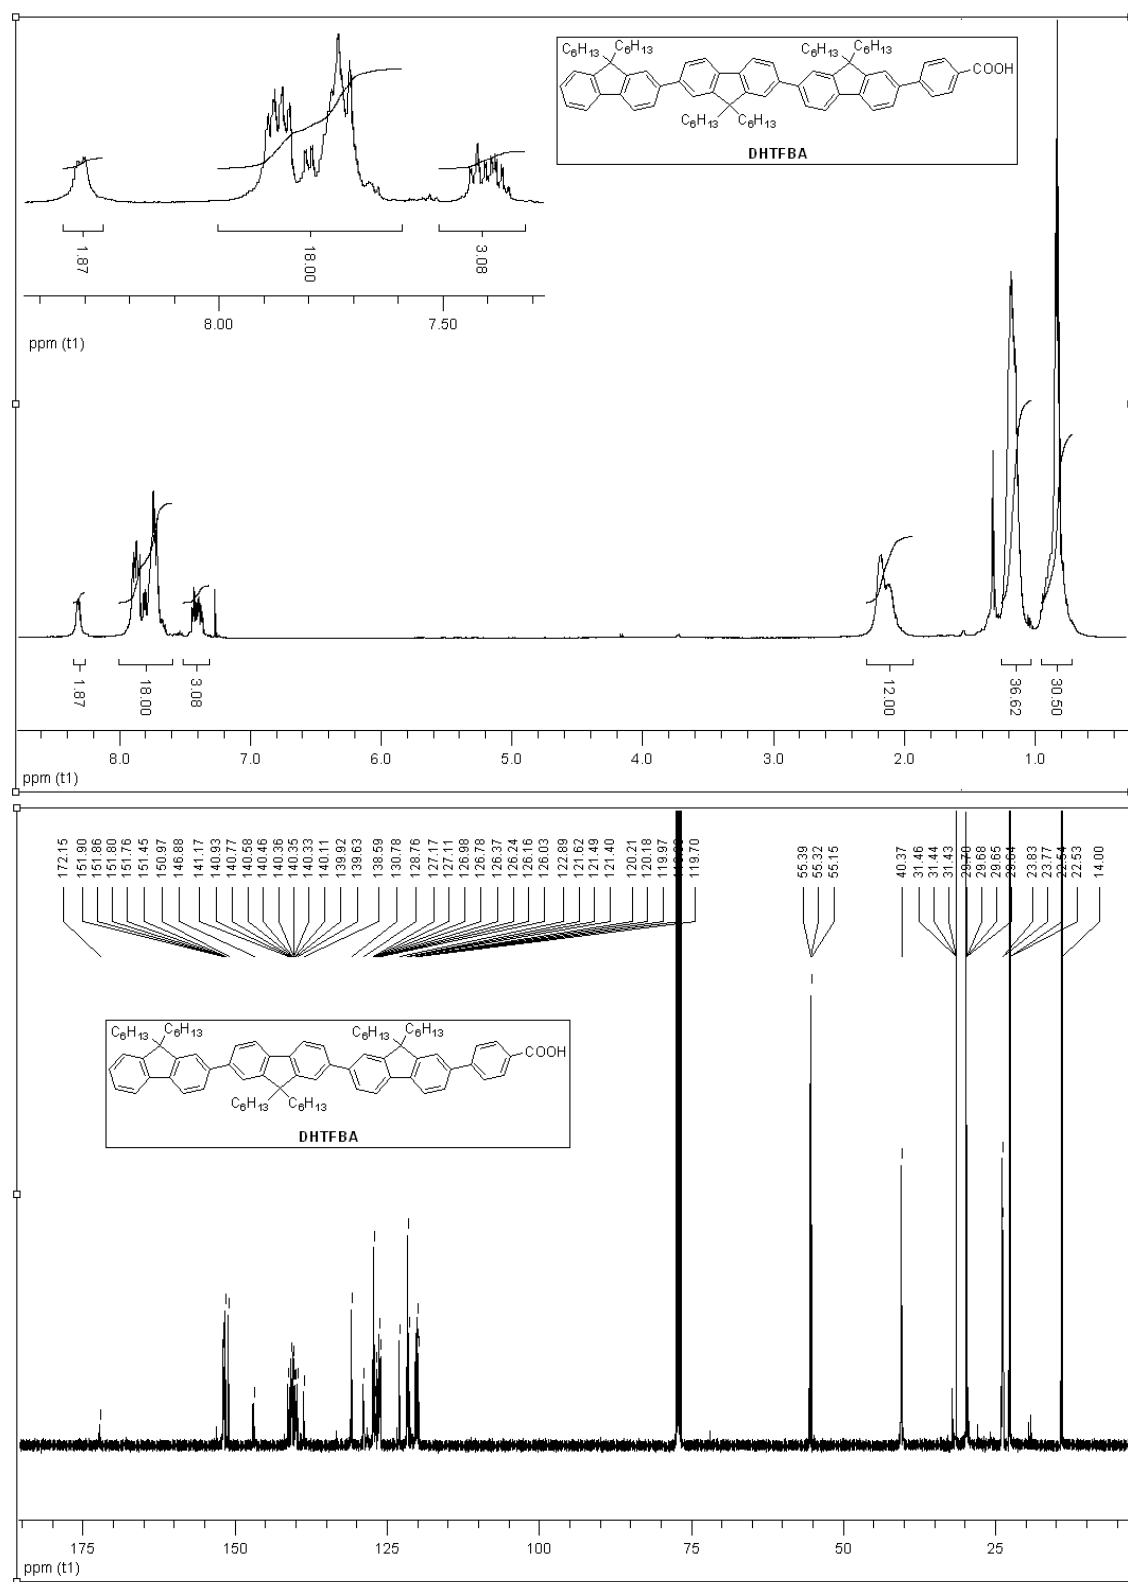 C6H13 C6H13 C6H13 C6H13
COOH
C6H13 C6H13
DHTFBA
1.87 18.00 3.08
8.00 7.50
ppm (t1)
1.87 18.00 3.08 12.00 36.62 30.50
8.0 7.0 6.0 5.0 4.0 3.0 2.0 1.0
ppm (t1)
172.15 151.90 151.86 151.80 151.76 151.45 150.97 146.88 141.17 140.93 140.77 140.58 140.46 140.36 140.35 140.33 140.11 139.92 139.63 138.59 130.78 128.76 127.17 127.11 126.98 126.78 126.37 126.24 126.16 126.03 122.89 121.62 121.49 121.40 120.21 120.18 119.97 119.70 55.39 55.32 55.15 40.37 31.46 31.44 31.43 29.70 29.68 29.65 29.64 23.83 23.77 22.54 22.53 14.00
C6H13 C6H13 C6H13 C6H13
COOH
C6H13 C6H13
DHTFBA
175 150 125 100 75 50 25
ppm (t1)